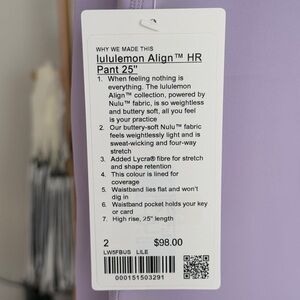 WHY WE MADE THIS
lululemon Align™ HR
Pant 25"
1. When feeling nothing is
everything. The lululemon
Align™ collection, powered by
Nulu™ fabric, is so weightless
and buttery soft, all you feel
is your practice
2. Our buttery-soft Nulu™ fabric
feels weightlessly light and is
sweat-wicking and four-way
stretch
3. Added Lycra® fibre for stretch
and shape retention
4. This colour is lined for
coverage
5. Waistband lies flat and won't
dig in
6. Waistband pocket holds your key
or card
7. High rise, 25" length
2 $98.00
LW5FBUS LILE
000151503291